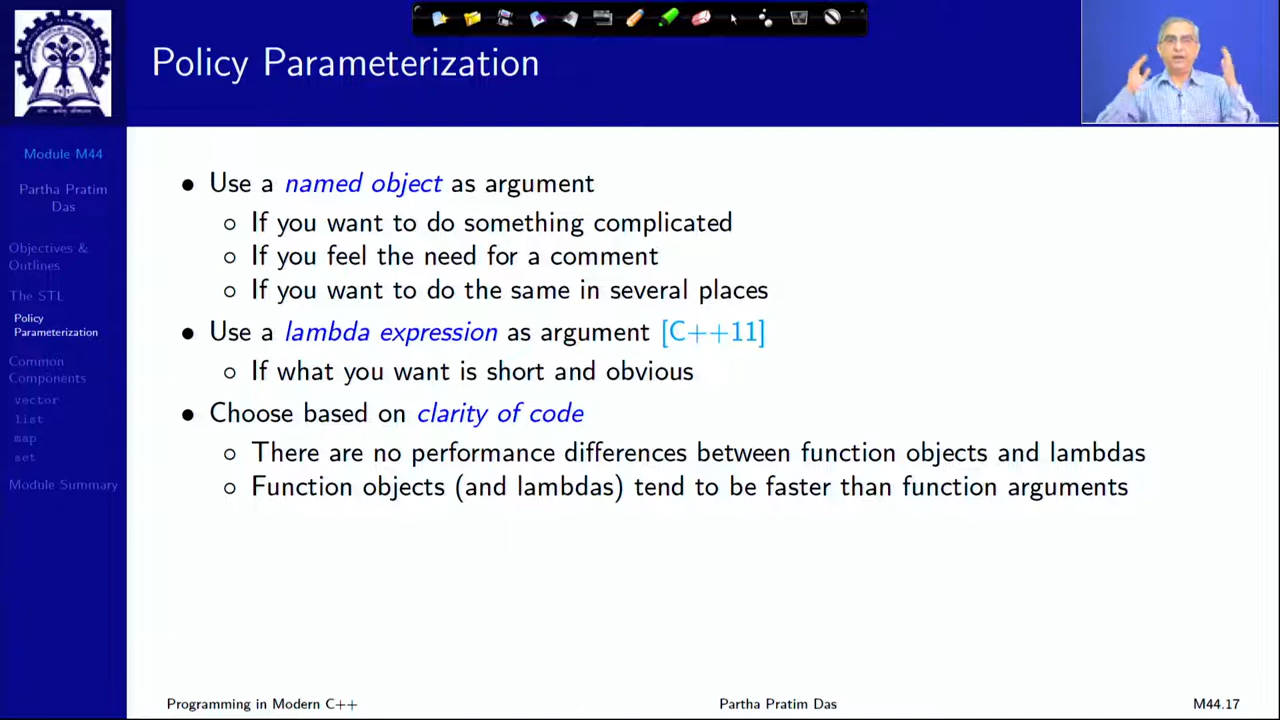 Policy Parameterization
Module M44
Partha Pratim
Das
Objectives &
Outlines
The STL
Policy
Parameterization
Common
Components
vector
list
map
set
Module Summary
• Use a named object as argument
◦ If you want to do something complicated
◦ If you feel the need for a comment
◦ If you want to do the same in several places
• Use a lambda expression as argument [C++11]
◦ If what you want is short and obvious
• Choose based on clarity of code
◦ There are no performance differences between function objects and lambdas
◦ Function objects (and lambdas) tend to be faster than function arguments
Programming in Modern C++
Partha Pratim Das
M44.17